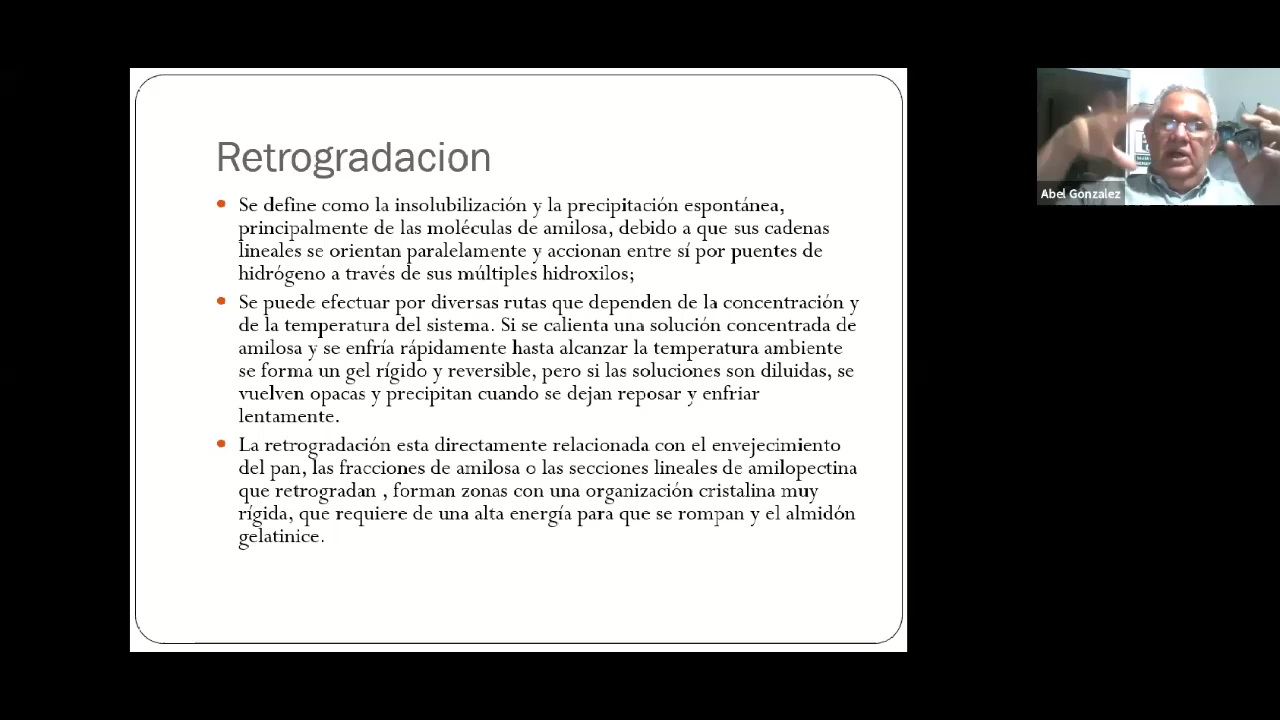 Retrogradacion
• Se define como la insolubilización y la precipitación espontánea,
principalmente de las moléculas de amilosa, debido a que sus cadenas
lineales se orientan paralelamente y accionan entre sí por puentes de
hidrógeno a través de sus múltiples hidroxilos;
• Se puede efectuar por diversas rutas que dependen de la concentración y
de la temperatura del sistema. Si se calienta una solución concentrada de
amilosa y se enfría rápidamente hasta alcanzar la temperatura ambiente
se forma un gel rígido y reversible, pero si las soluciones son diluidas, se
vuelven opacas y precipitan cuando se dejan reposar y enfriar
lentamente.
• La retrogradación esta directamente relacionada con el envejecimiento
del pan, las fracciones de amilosa o las secciones lineales de amilopectina
que retrogradan , forman zonas con una organización cristalina muy
rígida, que requiere de una alta energía para que se rompan y el almidón
gelatinice.
Abel Gonzalez